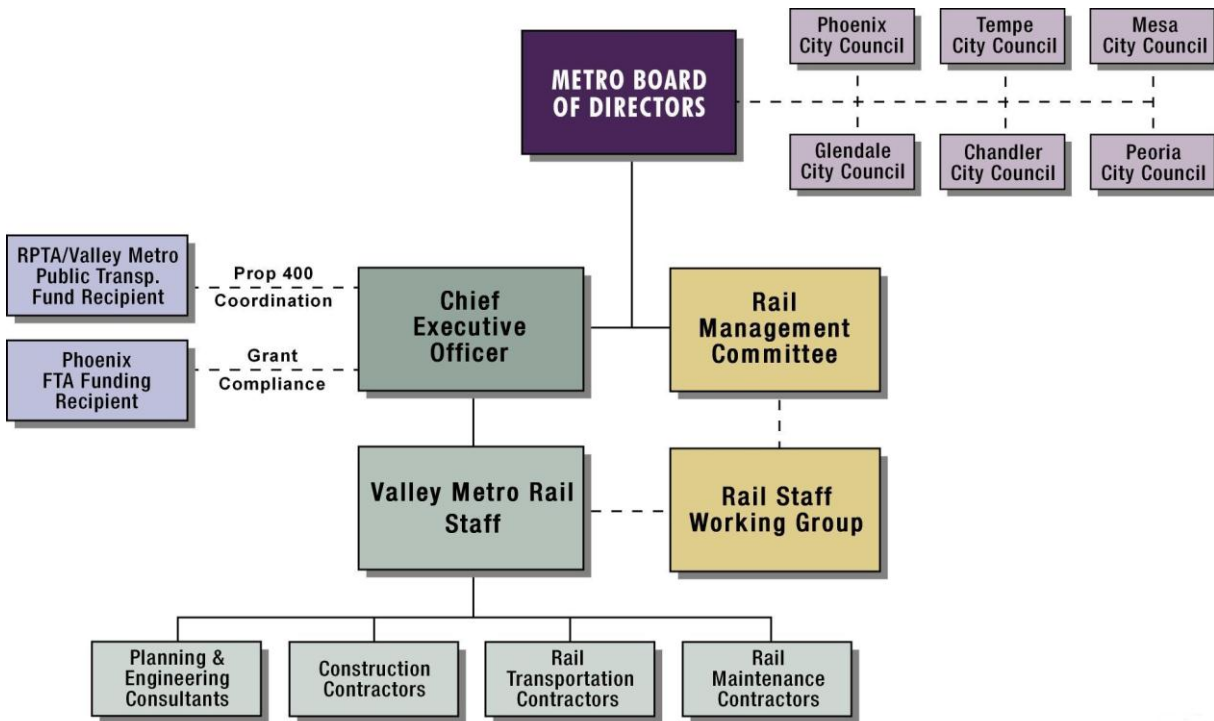 METRO BOARD
OF DIRECTORS
Phoenix
City Council
Tempe
City Council
Mesa
City Council
Glendale
City Council
Chandler
City Council
Peoria
City Council
RPTA/Valley Metro
Public Transp.
Fund Recipient
Prop 400
Coordination
Phoenix
FTA Funding
Recipient
Grant
Compliance
Chief
Executive
Officer
Rail
Management
Committee
Valley Metro Rail
Staff
Rail Staff
Working Group
Planning &
Engineering
Consultants
Construction
Contractors
Rail
Transportation
Contractors
Rail
Maintenance
Contractors